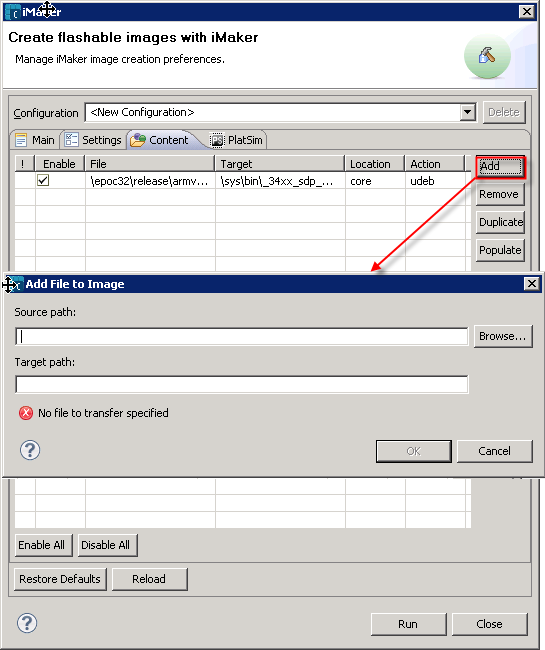 iMaker
Create flashable images with iMaker
Manage iMaker image creation preferences.
Configuration <New Configuration> Delete
Main Settings Content PlatSim
! Enable File Target Location Action Add
\epoc32\release\armv... \sys\bin\_34xx_sdp_... core udeb
Remove
Duplicate
Populate
Add File to Image
Source path:
Browse...
Target path:
No file to transfer specified
? OK Cancel
Enable All Disable All
Restore Defaults Reload
? Run Close